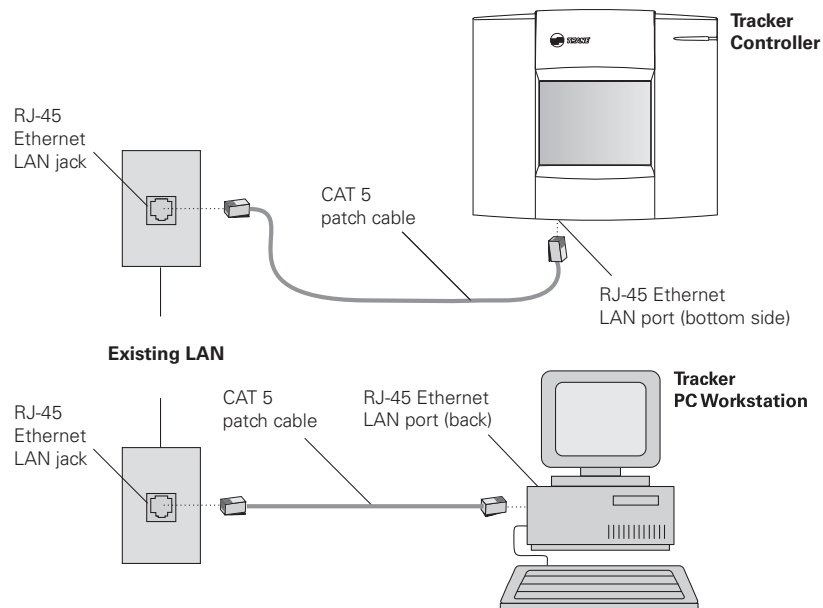 Tracker
Controller
TRANE
RJ-45
Ethernet
LAN jack
CAT 5
patch cable
RJ-45 Ethernet
LAN port (bottom side)
Existing LAN
RJ-45
Ethernet
LAN jack
CAT 5
patch cable
RJ-45 Ethernet
LAN port (back)
Tracker
PC Workstation